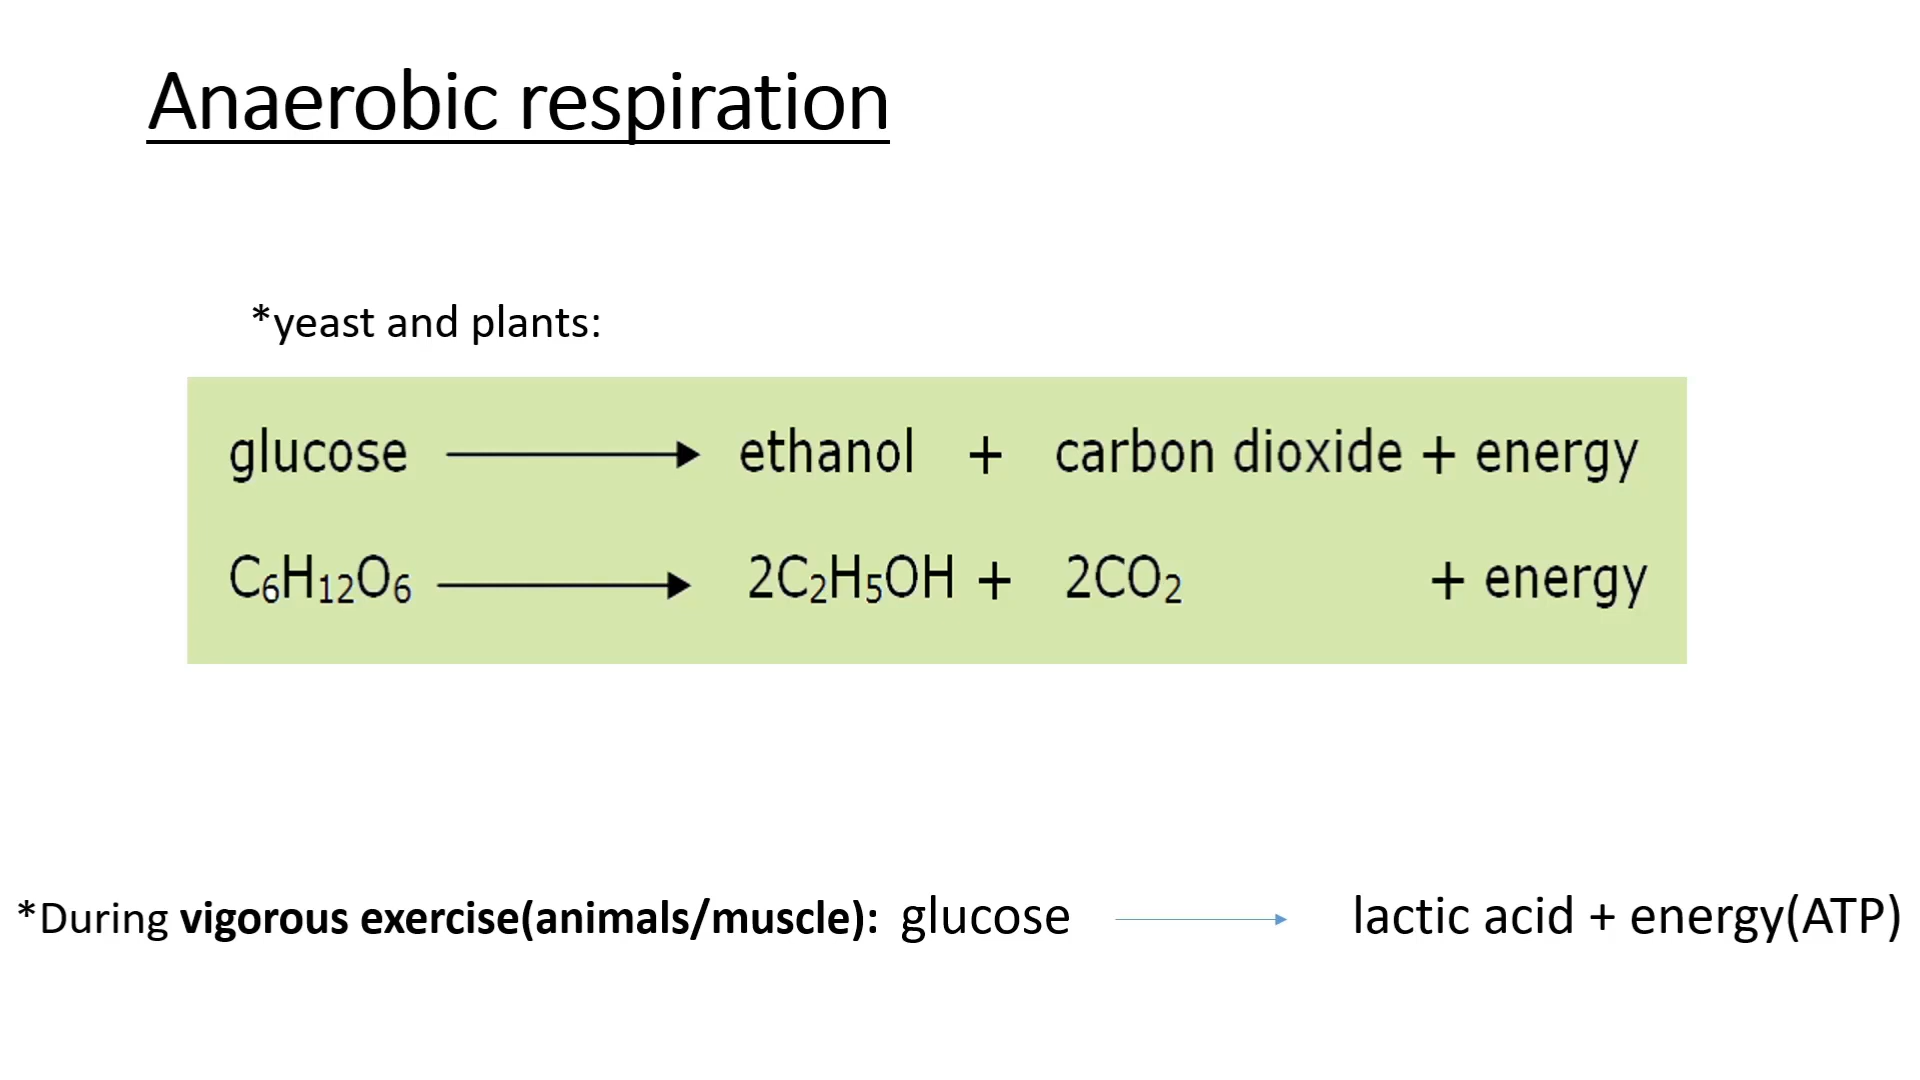 Anaerobic respiration
*yeast and plants:
glucose ⟶ ethanol + carbon dioxide + energy
C₆H₁₂O₆ ⟶ 2C₂H₅OH + 2CO₂ + energy
*During vigorous exercise(animals/muscle): glucose ⟶ lactic acid + energy(ATP)